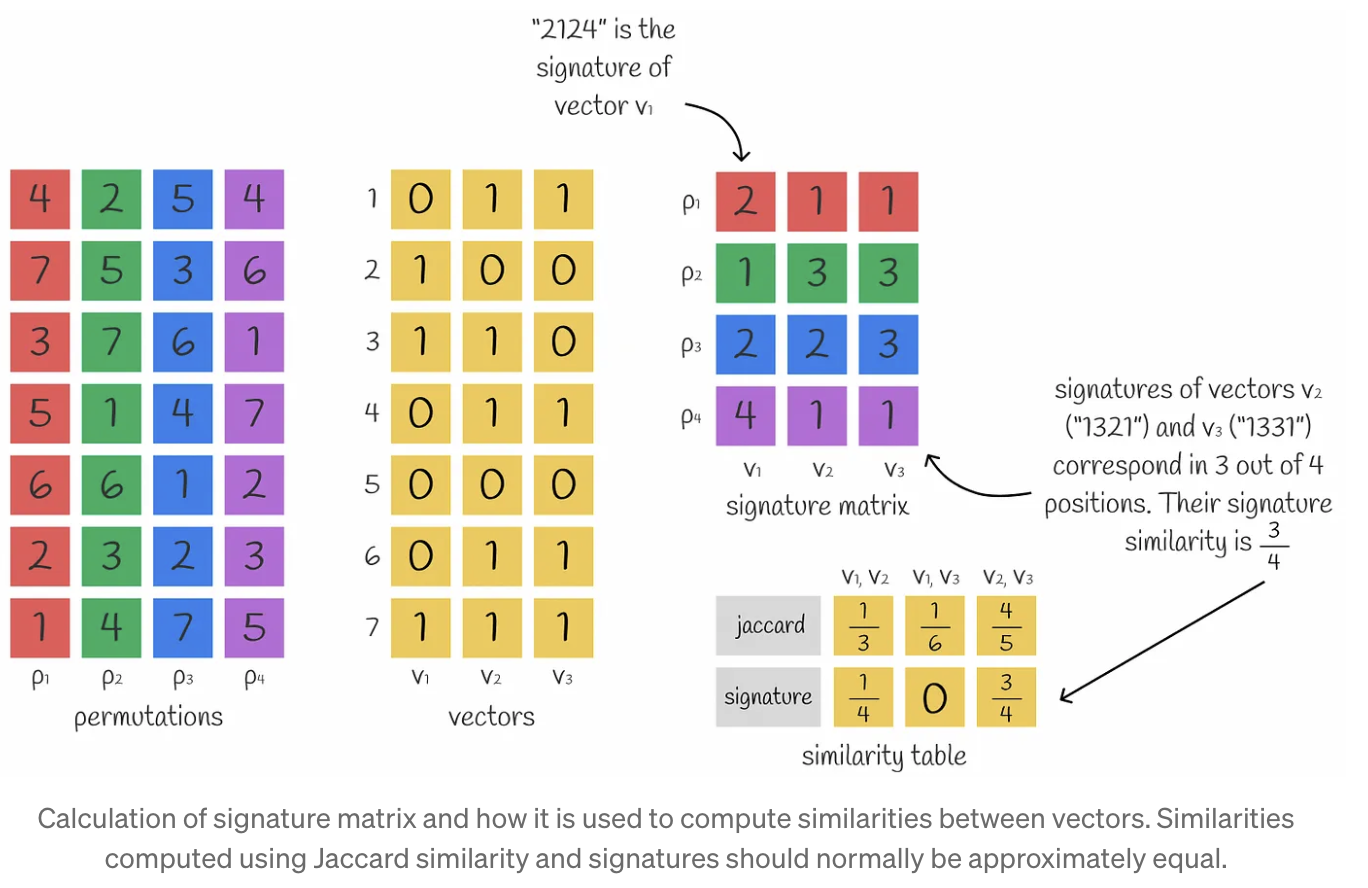 "2124" is the
signature of
vector v₁
4 2 5 4
7 5 3 6
3 7 6 1
5 1 4 7
6 6 1 2
2 3 2 3
1 4 7 5
ρ₁ ρ₂ ρ₃ ρ₄
permutations
1 0 1 1
2 1 0 0
3 1 1 0
4 0 1 1
5 0 0 0
6 0 1 1
7 1 1 1
v₁ v₂ v₃
vectors
ρ₁ 2 1 1
ρ₂ 1 3 3
ρ₃ 2 2 3
ρ₄ 4 1 1
v₁ v₂ v₃
signature matrix
signatures of vectors v₂
("1321") and v₃ ("1331")
correspond in 3 out of 4
positions. Their signature
similarity is 3/4
v₁, v₂ v₁, v₃ v₂, v₃
jaccard 1/3 1/6 4/5
signature 1/4 0 3/4
similarity table
Calculation of signature matrix and how it is used to compute similarities between vectors. Similarities
computed using Jaccard similarity and signatures should normally be approximately equal.